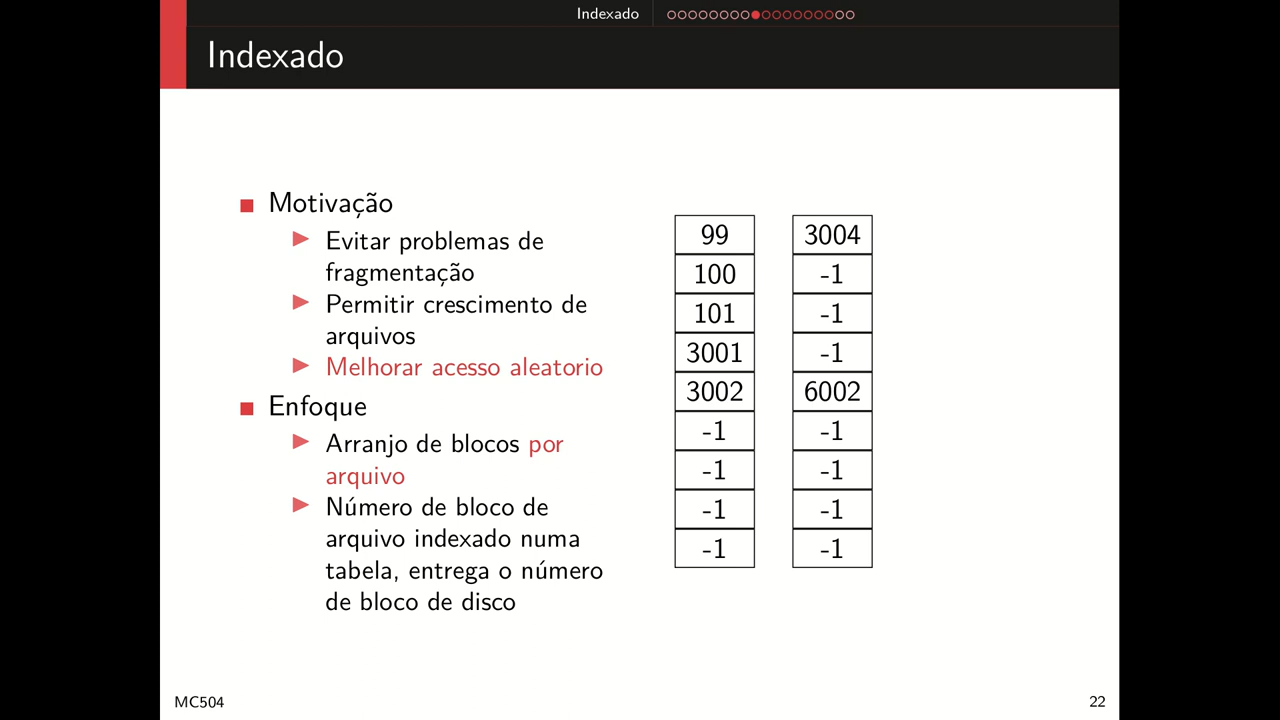 Indexado
Indexado
Motivação
Evitar problemas de
fragmentação
Permitir crescimento de
arquivos
Melhorar acesso aleatorio
Enfoque
Arranjo de blocos por
arquivo
Número de bloco de
arquivo indexado numa
tabela, entrega o número
de bloco de disco
99 3004
100 -1
101 -1
3001 -1
3002 6002
-1 -1
-1 -1
-1 -1
-1 -1
MC504
22